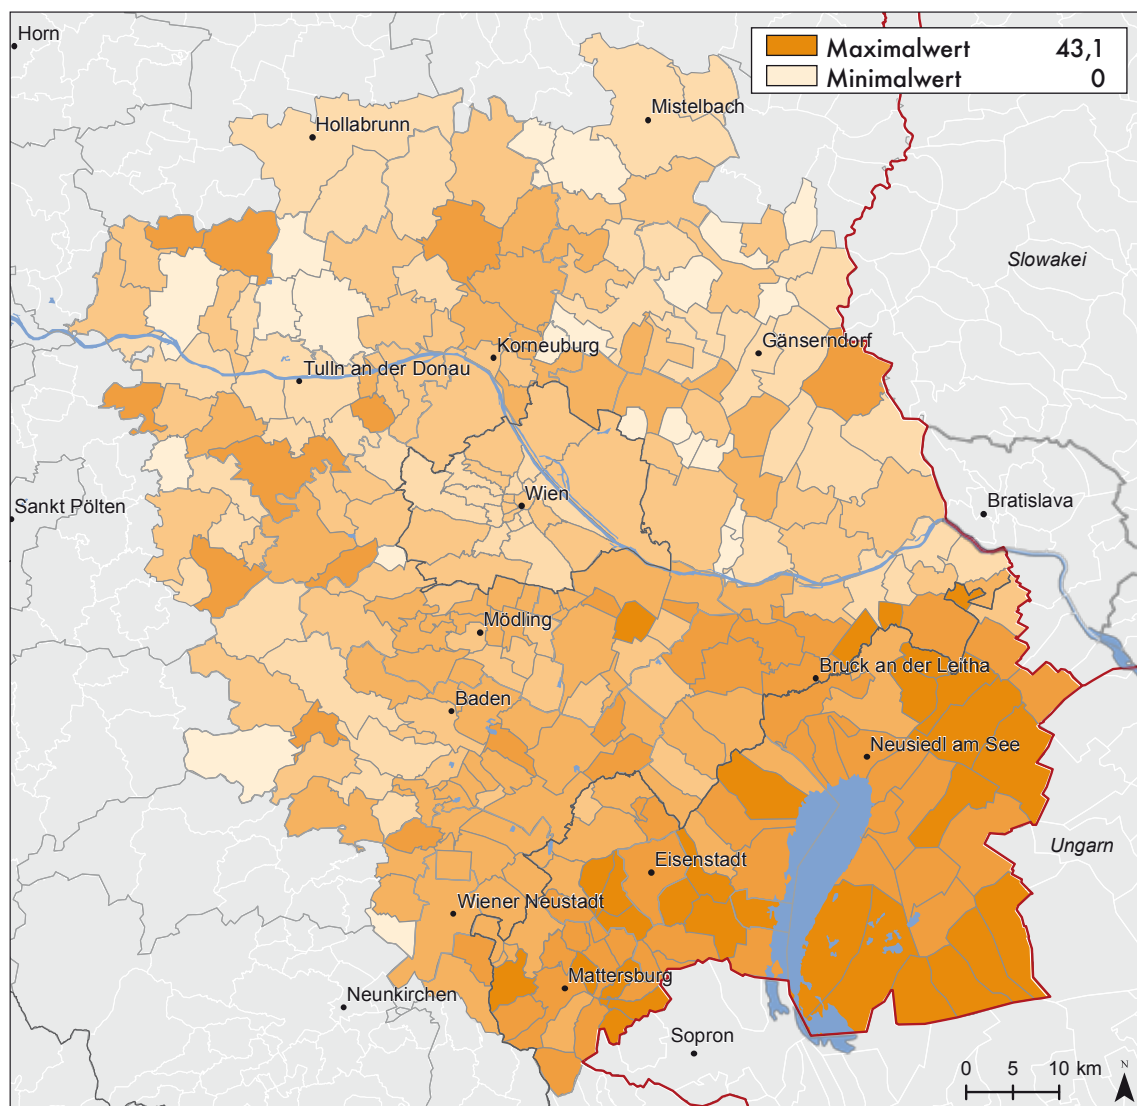 Horn
Maximalwert 43,1
Minimalwert 0
Mistelbach
Hollabrunn
Slowakei
Korneuburg
Gänserndorf
Tulln an der Donau
Sankt Pölten
Wien
Bratislava
Mödling
Bruck an der Leitha
Baden
Neusiedl am See
Ungarn
Eisenstadt
Wiener Neustadt
Mattersburg
Neunkirchen
Sopron
N
0 5 10 km